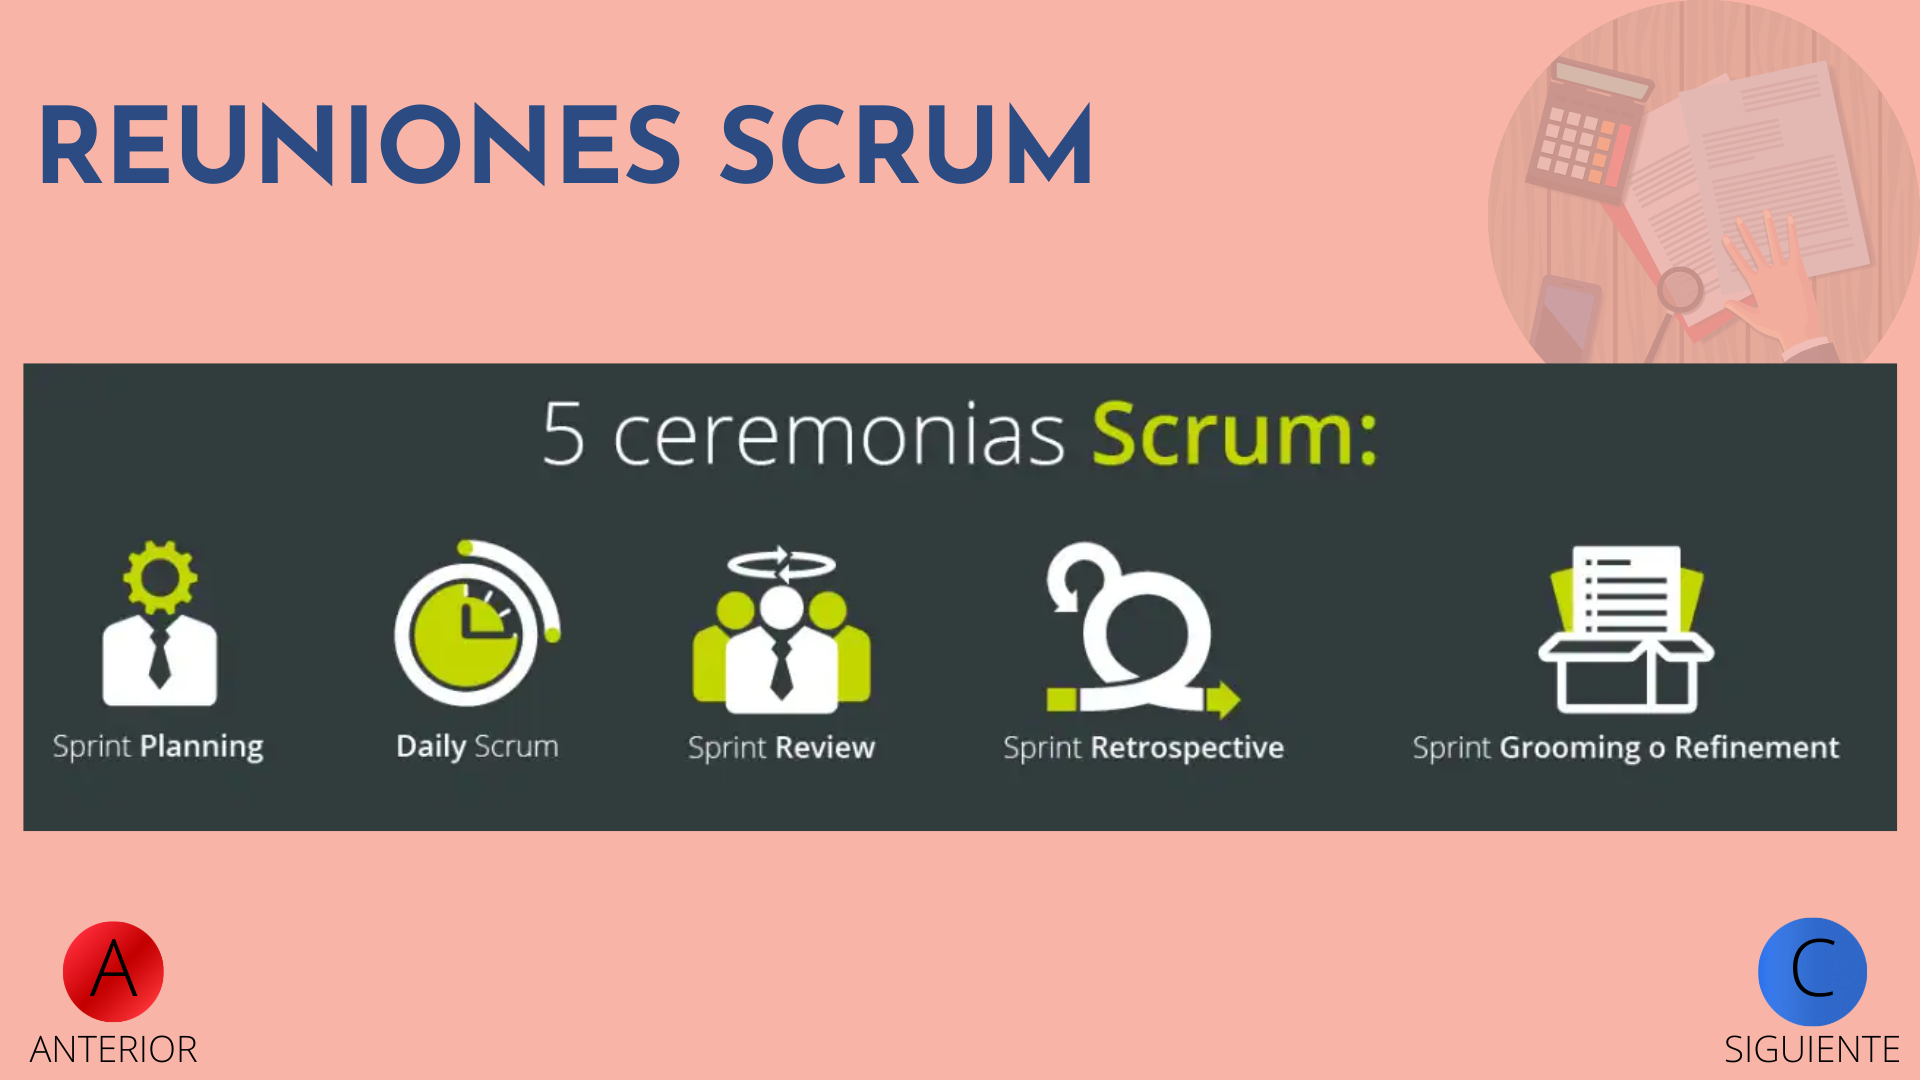 REUNIONES SCRUM
5 ceremonias Scrum:
Sprint Planning
Daily Scrum
Sprint Review
Sprint Retrospective
Sprint Grooming o Refinement
A
ANTERIOR
C
SIGUIENTE